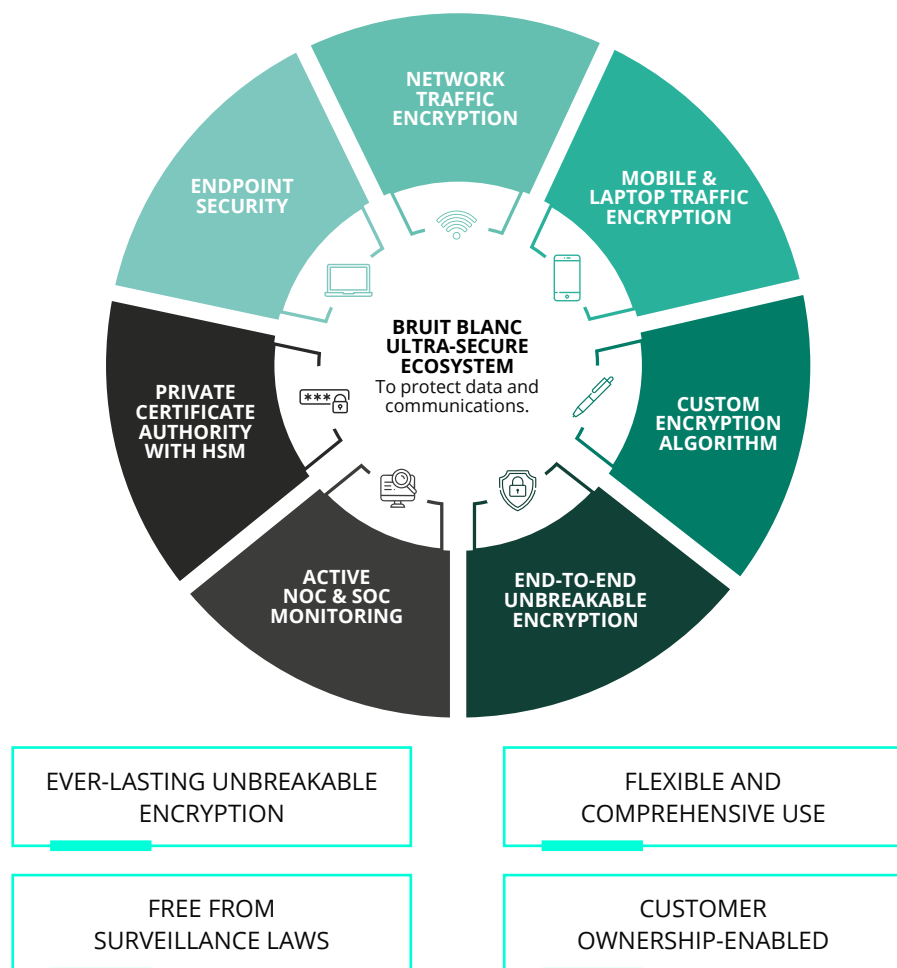 NETWORK
TRAFFIC
ENCRYPTION
MOBILE &
LAPTOP TRAFFIC
ENCRYPTION
ENDPOINT
SECURITY
BRUIT BLANC
ULTRA-SECURE
ECOSYSTEM
To protect data and
communications.
***
PRIVATE
CERTIFICATE
AUTHORITY
WITH HSM
CUSTOM
ENCRYPTION
ALGORITHM
ACTIVE
NOC & SOC
MONITORING
END-TO-END
UNBREAKABLE
ENCRYPTION
EVER-LASTING UNBREAKABLE
ENCRYPTION
FLEXIBLE AND
COMPREHENSIVE USE
FREE FROM
SURVEILLANCE LAWS
CUSTOMER
OWNERSHIP-ENABLED